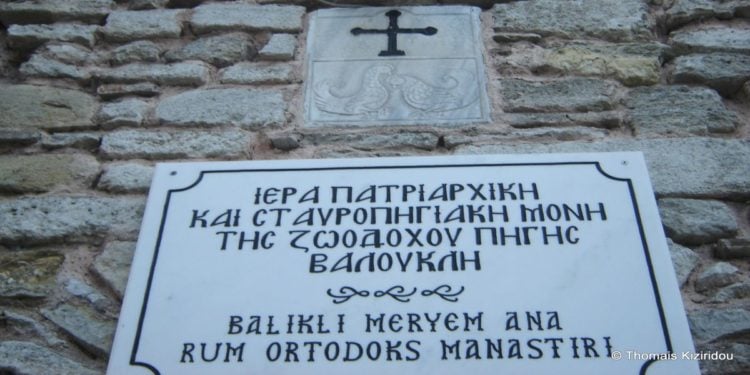 ΙΕΡΑ ΠΑΤΡΙΑΡΧΙΚΗ
ΚΑΙ ΣΤΑΥΡΟΠΗΓΙΑΚΗ ΜΟΝΗ
ΤΗΣ ΖΩΟΔΟΧΟΥ ΠΗΓΗΣ
ΒΑΛΟΥΚΛΗ
BALIKLI MERYEM ANA
RUM ORTODOKS MANASTIRI
© Thomais Kiziridou